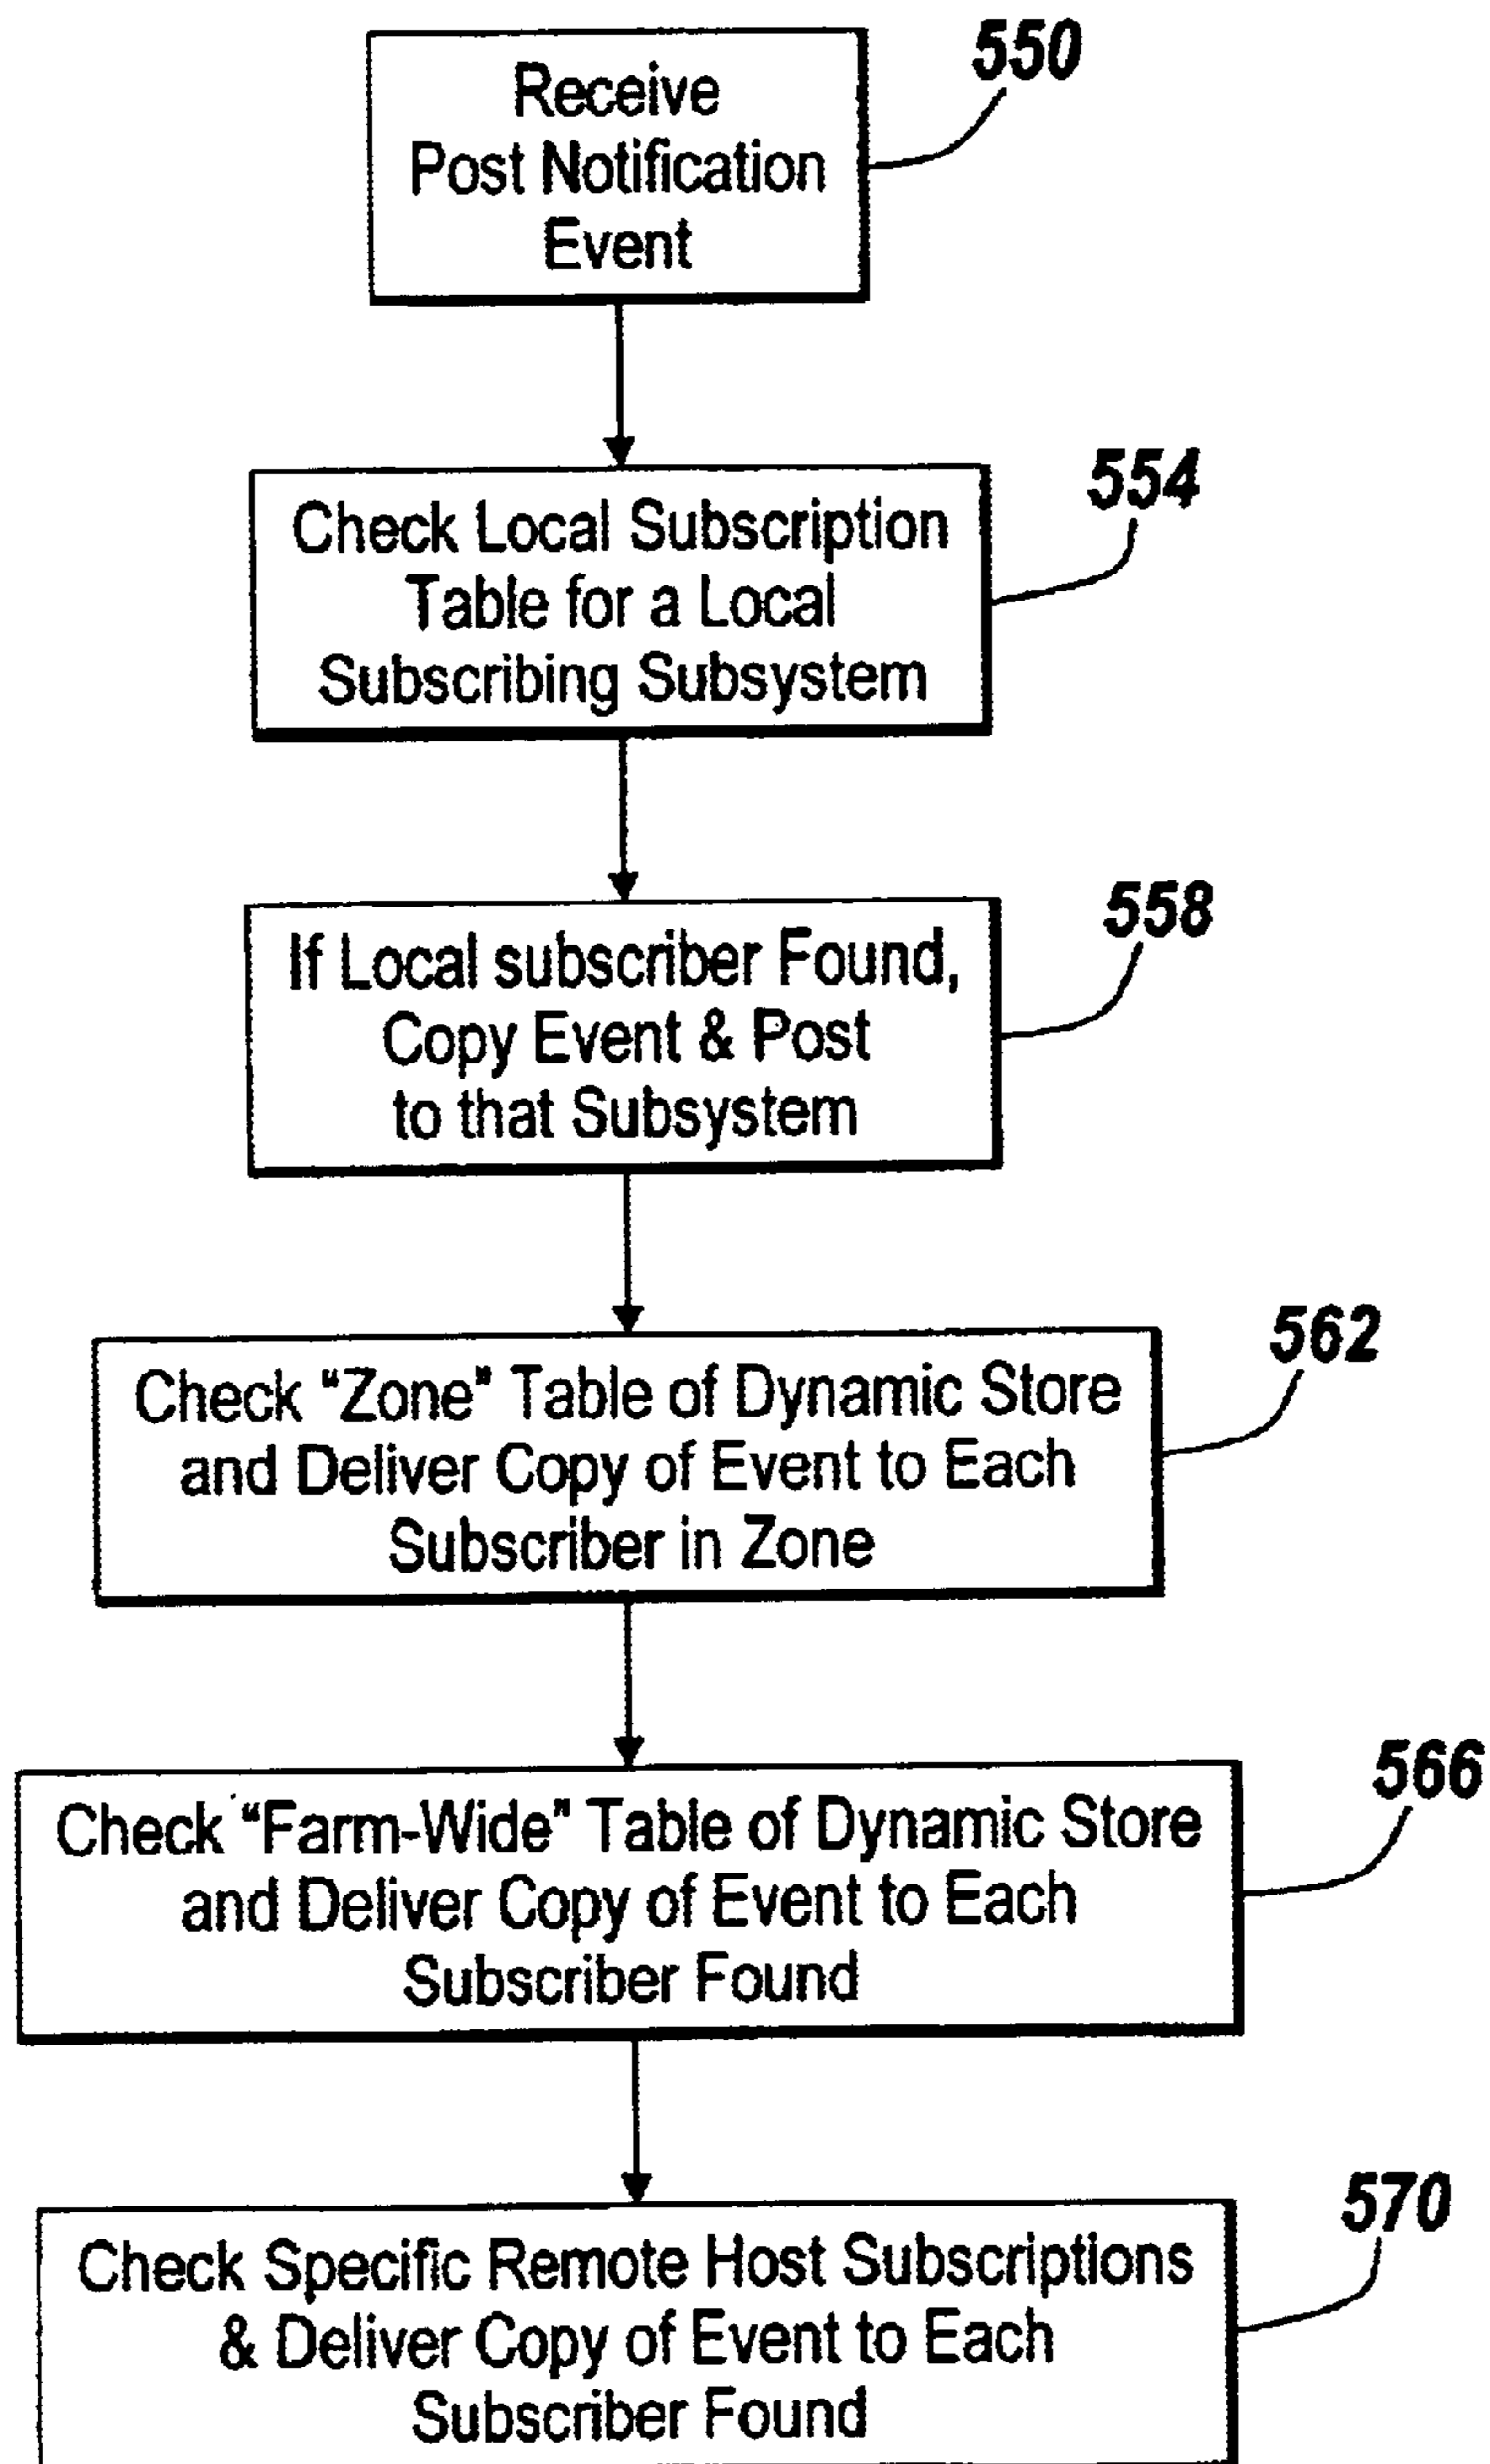 550
Receive
Post Notification
Event
554
Check Local Subscription
Table for a Local
Subscribing Subsystem
558
If Local subscriber Found,
Copy Event & Post
to that Subsystem
562
Check "Zone" Table of Dynamic Store
and Deliver Copy of Event to Each
Subscriber in Zone
566
Check "Farm-Wide" Table of Dynamic Store
and Deliver Copy of Event to Each
Subscriber Found
570
Check Specific Remote Host Subscriptions
& Deliver Copy of Event to Each
Subscriber Found